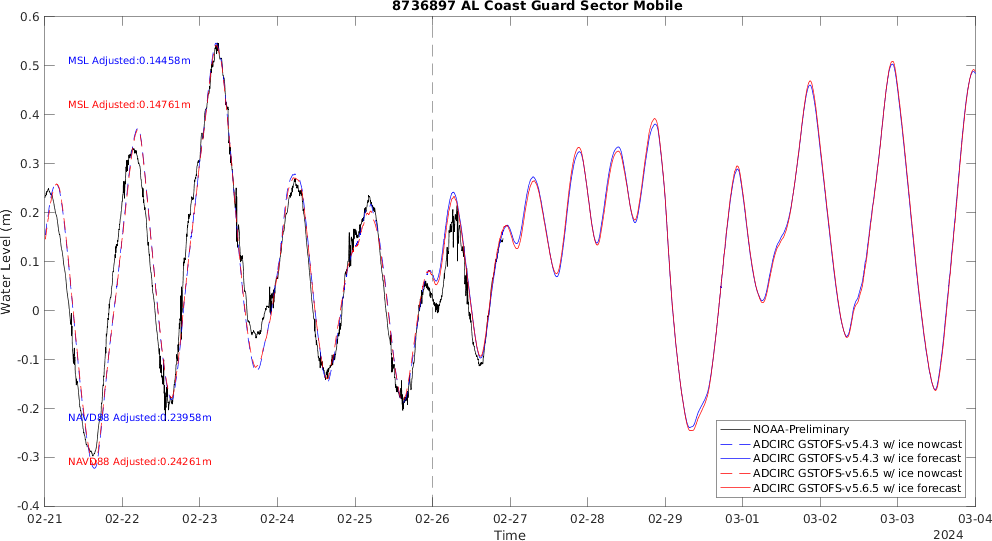 8736897 AL Coast Guard Sector Mobile
0.6
0.5
0.4
0.3
0.2
0.1
0
-0.1
-0.2
-0.3
-0.4
Water Level (m)
MSL Adjusted:0.14458m
MSL Adjusted:0.14761m
NAVD88 Adjusted:0.23958m
NAVD88 Adjusted:0.24261m
NOAA-Preliminary
ADCIRC GSTOFS-v5.4.3 w/ ice nowcast
ADCIRC GSTOFS-v5.4.3 w/ ice forecast
ADCIRC GSTOFS-v5.6.5 w/ ice nowcast
ADCIRC GSTOFS-v5.6.5 w/ ice forecast
02-21 02-22 02-23 02-24 02-25 02-26 02-27 02-28 02-29 03-01 03-02 03-03 03-04
Time
2024